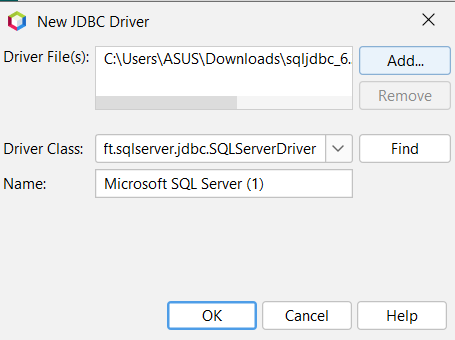 New JDBC Driver
Driver File(s): C:\Users\ASUS\Downloads\sqljdbc_6. Add...
Remove
Driver Class: ft.sqlserver.jdbc.SQLServerDriver Find
Name: Microsoft SQL Server (1)
OK Cancel Help